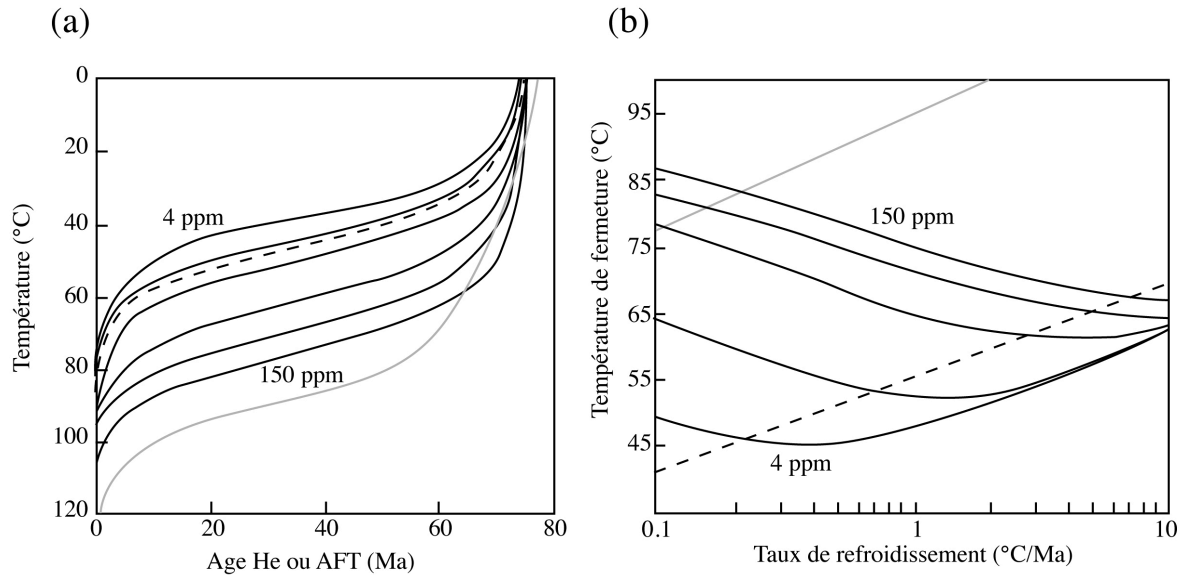 (a)
Température (°C)
0
20
40
60
80
100
120
4 ppm
150 ppm
0
20
40
60
80
Age He ou AFT (Ma)
(b)
Température de fermeture (°C)
95
85
75
65
55
45
150 ppm
4 ppm
0.1
1
10
Taux de refroidissement (°C/Ma)